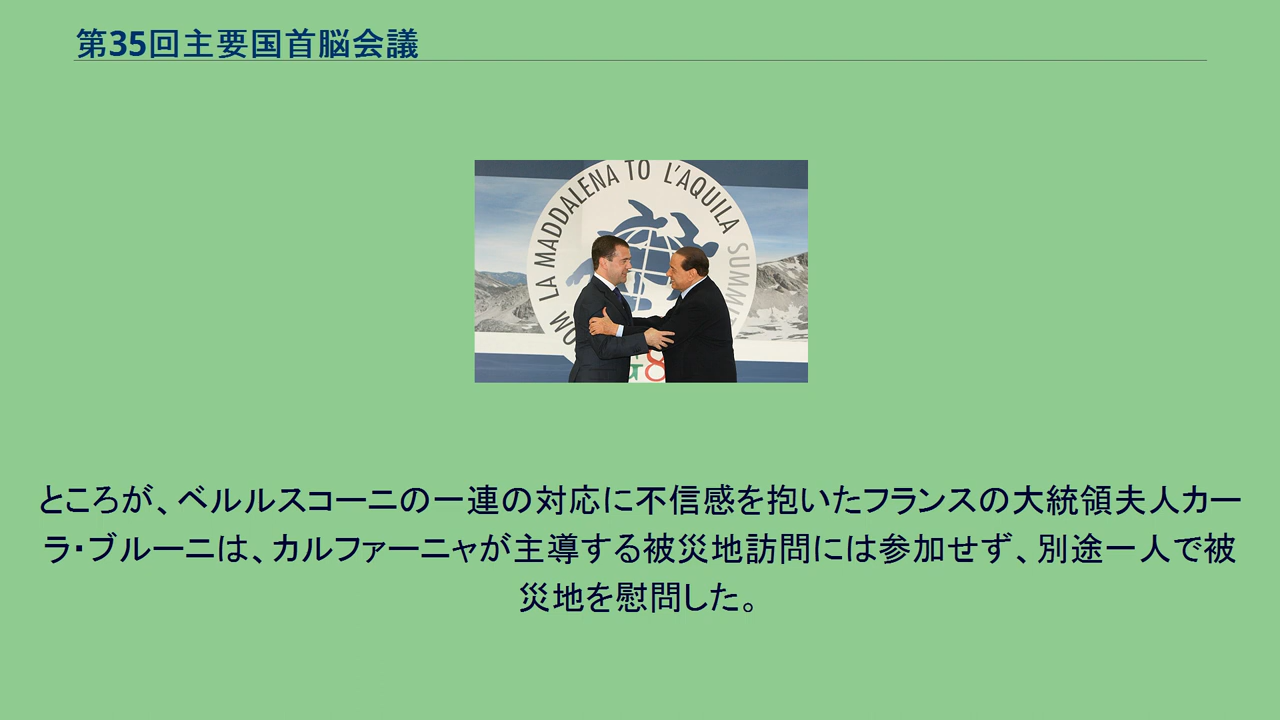 第35回主要国首脳会議
FROM LA MADDALENA TO L'AQUILA SUMMIT
G8
ところが、ベルルスコーニの一連の対応に不信感を抱いたフランスの大統領夫人カー
ラ・ブルーニは、カルファーニャが主導する被災地訪問には参加せず、別途一人で被
災地を慰問した。